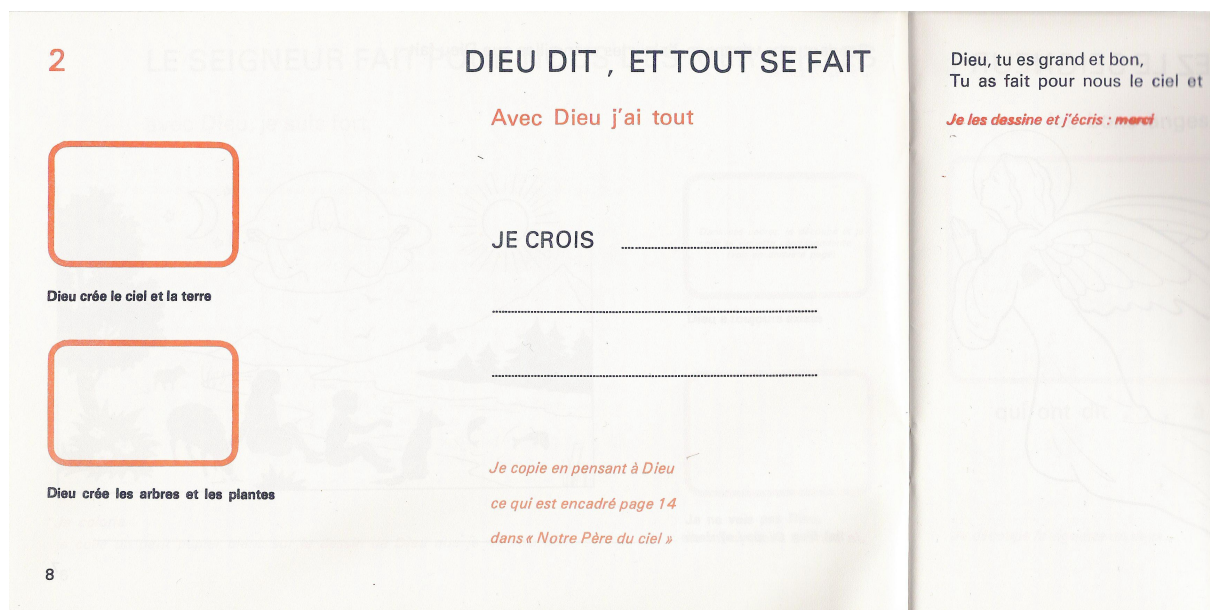 2
DIEU DIT , ET TOUT SE FAIT
Avec Dieu j'ai tout
JE CROIS
Dieu crée le ciel et la terre
Dieu crée les arbres et les plantes
Je copie en pensant à Dieu
ce qui est encadré page 14
dans « Notre Père du ciel »
8
Dieu, tu es grand et bon,
Tu as fait pour nous le ciel et
Je les dessine et j'écris : merci